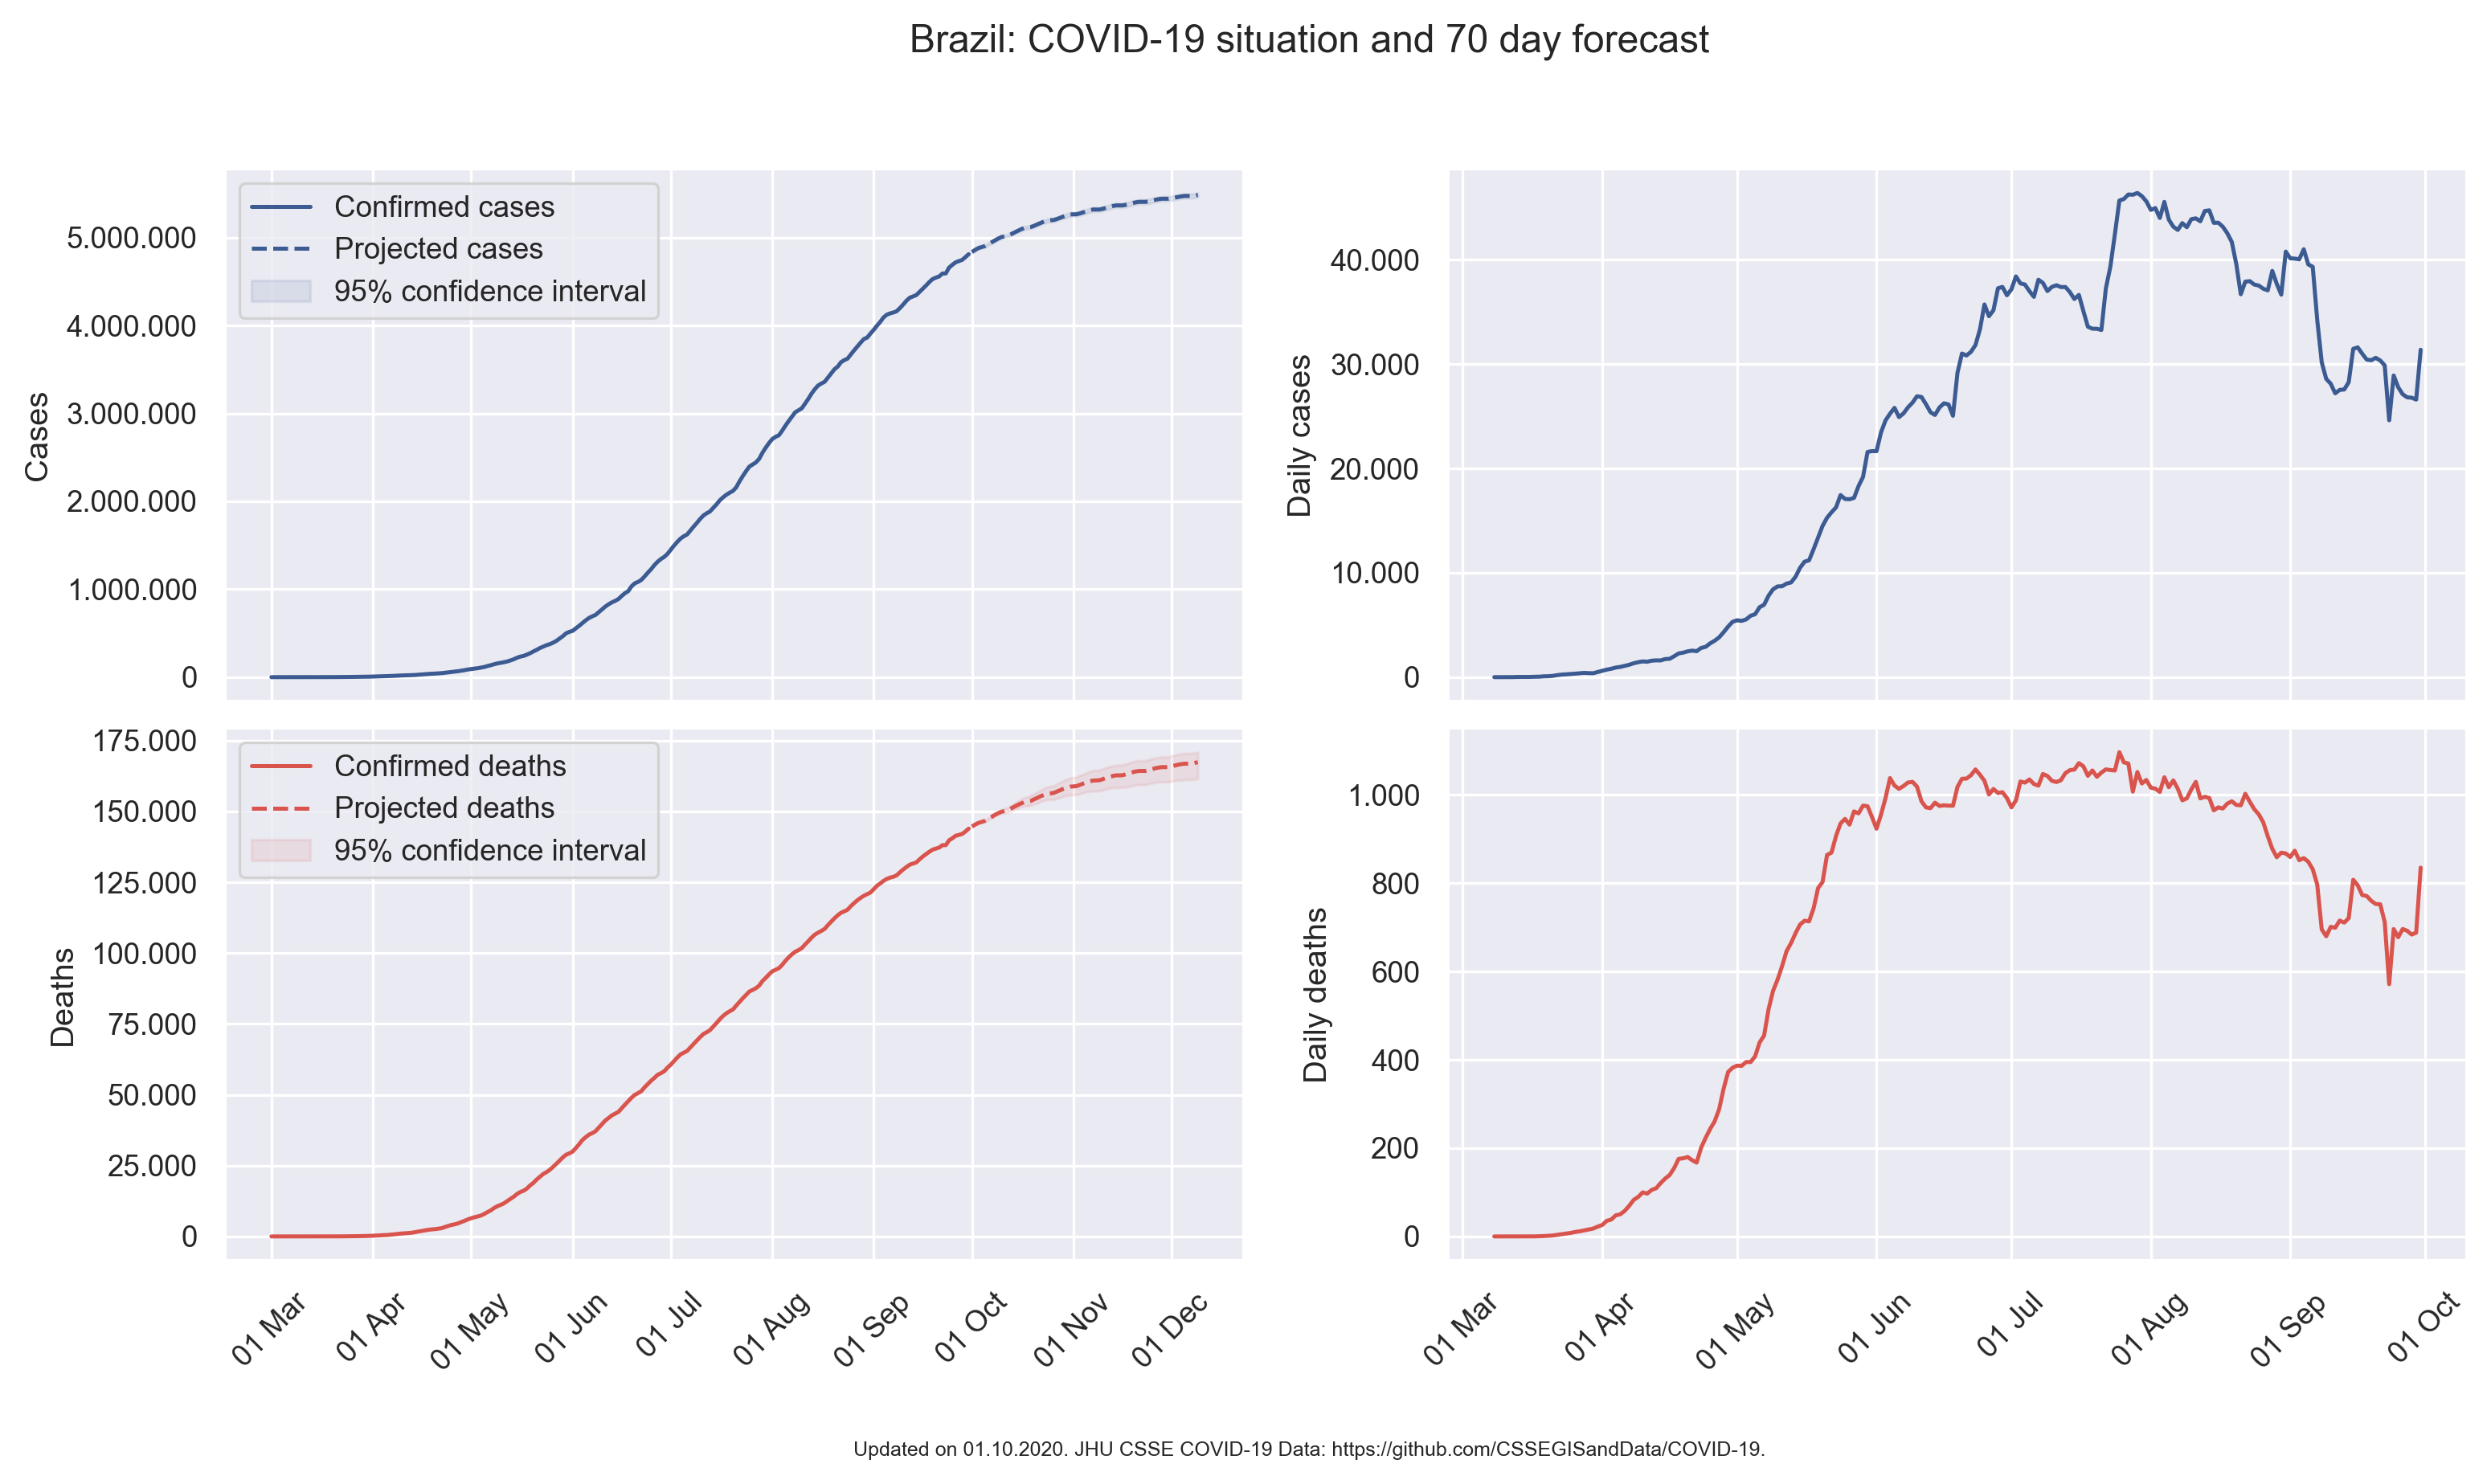 Brazil: COVID-19 situation and 70 day forecast
Confirmed cases
Projected cases
95% confidence interval
Cases
5.000.000
4.000.000
3.000.000
2.000.000
1.000.000
0
Daily cases
40.000
30.000
20.000
10.000
0
Confirmed deaths
Projected deaths
95% confidence interval
Deaths
175.000
150.000
125.000
100.000
75.000
50.000
25.000
0
01 Mar
01 Apr
01 May
01 Jun
01 Jul
01 Aug
01 Sep
01 Oct
01 Nov
01 Dec
Daily deaths
1.000
800
600
400
200
0
01 Mar
01 Apr
01 May
01 Jun
01 Jul
01 Aug
01 Sep
01 Oct
Updated on 01.10.2020. JHU CSSE COVID-19 Data: https://github.com/CSSEGISandData/COVID-19.